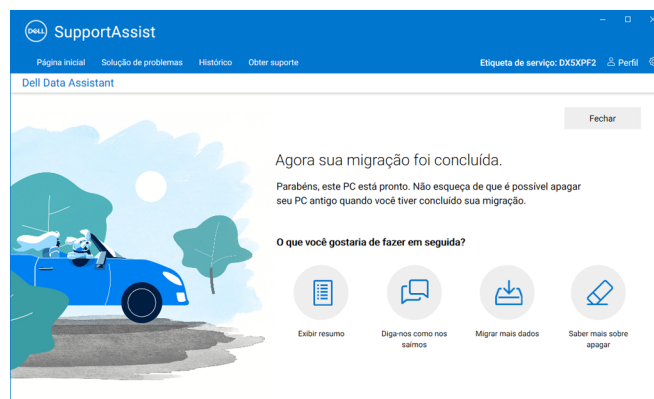 DELL SupportAssist
Página inicial Solução de problemas Histórico Obter suporte Etiqueta de serviço: DX5XPF2 Perfil
Dell Data Assistant
Fechar
Agora sua migração foi concluída.
Parabéns, este PC está pronto. Não esqueça de que é possível apagar
seu PC antigo quando você tiver concluído sua migração.
O que você gostaria de fazer em seguida?
Exibir resumo
Diga-nos como nos
saímos
Migrar mais dados
Saber mais sobre
apagar